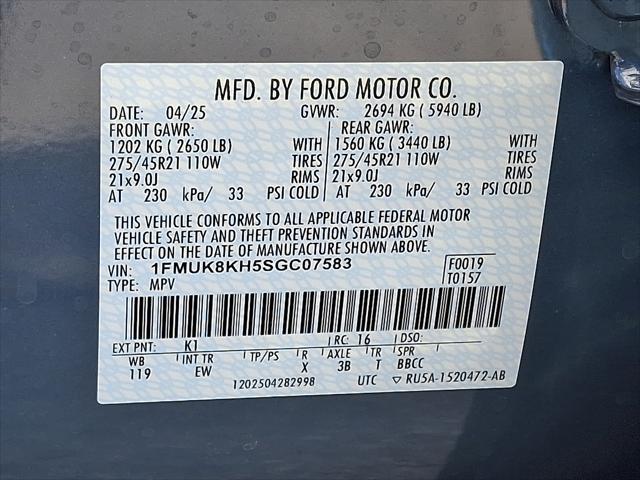 MFD. BY FORD MOTOR CO.
DATE: 04/25 GVWR: 2694 KG ( 5940 LB)
FRONT GAWR: REAR GAWR:
1202 KG ( 2650 LB) WITH 1560 KG ( 3440 LB) WITH
275/45R21 110W TIRES 275/45R21 110W TIRES
21x9.0J RIMS 21x9.0J RIMS
AT 230 kPa/ 33 PSI COLD AT 230 kPa/ 33 PSI COLD
THIS VEHICLE CONFORMS TO ALL APPLICABLE FEDERAL MOTOR
VEHICLE SAFETY AND THEFT PREVENTION STANDARDS IN
EFFECT ON THE DATE OF MANUFACTURE SHOWN ABOVE.
VIN: 1FMUK8KH5SGC07583 F0019
TYPE: MPV T0157
EXT PNT: K1 RC: 16 DSO:
WB INT TR TP/PS R AXLE TR SPR
119 EW X 3B T BBCC
1202504282998 UTC ▽ RU5A-1520472-AB